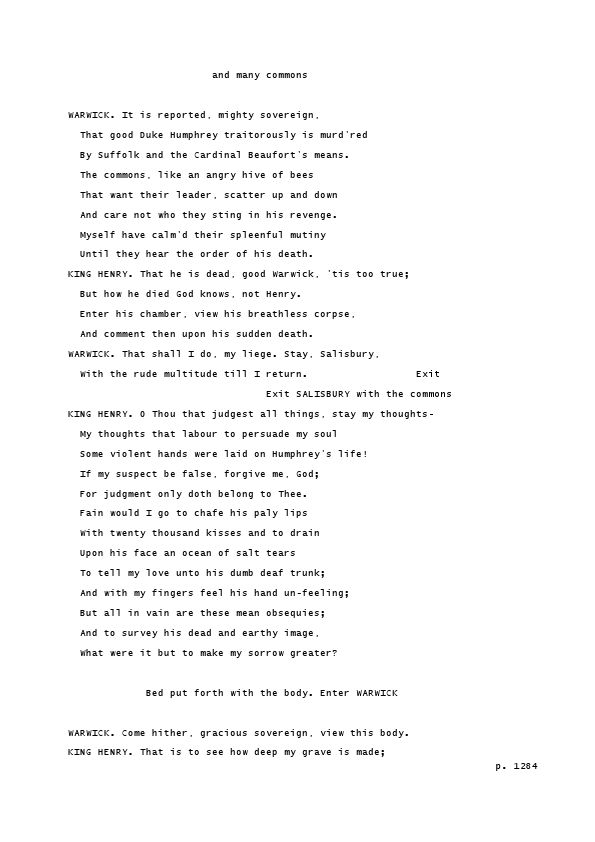 and many commons
WARWICK. It is reported, mighty sovereign,
That good Duke Humphrey traitorously is murd'red
By Suffolk and the Cardinal Beaufort's means.
The commons, like an angry hive of bees
That want their leader, scatter up and down
And care not who they sting in his revenge.
Myself have calm'd their spleenful mutiny
Until they hear the order of his death.
KING HENRY. That he is dead, good Warwick, 'tis too true;
But how he died God knows, not Henry.
Enter his chamber, view his breathless corpse,
And comment then upon his sudden death.
WARWICK. That shall I do, my liege. Stay, Salisbury,
With the rude multitude till I return. Exit
Exit SALISBURY with the commons
KING HENRY. O Thou that judgest all things, stay my thoughts-
My thoughts that labour to persuade my soul
Some violent hands were laid on Humphrey's life!
If my suspect be false, forgive me, God;
For judgment only doth belong to Thee.
Fain would I go to chafe his paly lips
With twenty thousand kisses and to drain
Upon his face an ocean of salt tears
To tell my love unto his dumb deaf trunk;
And with my fingers feel his hand un-feeling;
But all in vain are these mean obsequies;
And to survey his dead and earthy image,
What were it but to make my sorrow greater?
Bed put forth with the body. Enter WARWICK
WARWICK. Come hither, gracious sovereign, view this body.
KING HENRY. That is to see how deep my grave is made;
p. 1284